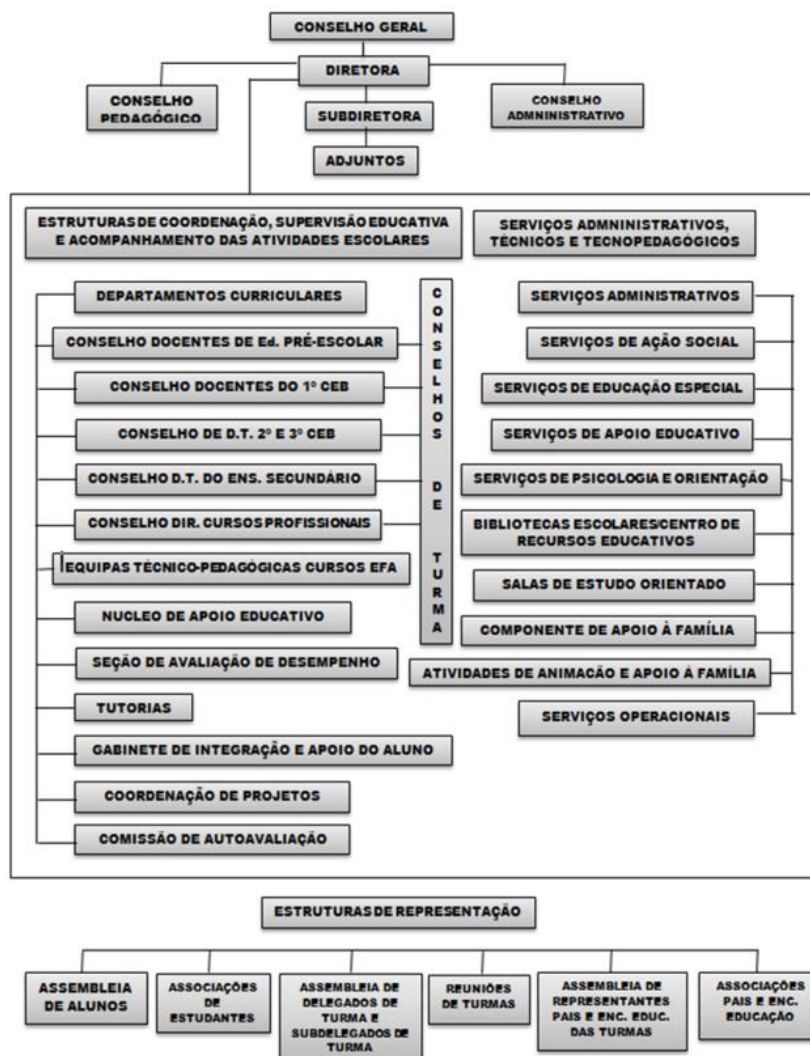 CONSELHO GERAL
DIRETORA
CONSELHO
PEDAGÓGICO
SUBDIRETORA
CONSELHO
ADMNINISTRATIVO
ADJUNTOS
ESTRUTURAS DE COORDENAÇÃO, SUPERVISÃO EDUCATIVA
E ACOMPANHAMENTO DAS ATIVIDADES ESCOLARES
DEPARTAMENTOS CURRICULARES
CONSELHO DOCENTES DE Ed. PRÉ-ESCOLAR
CONSELHO DOCENTES DO 1º CEB
CONSELHO DE D.T. 2º E 3º CEB
CONSELHO D.T. DO ENS. SECUNDÁRIO
CONSELHO DIR. CURSOS PROFISSIONAIS
EQUIPAS TÉCNICO-PEDAGÓGICAS CURSOS EFA
NUCLEO DE APOIO EDUCATIVO
SEÇÃO DE AVALIAÇÃO DE DESEMPENHO
TUTORIAS
GABINETE DE INTEGRAÇÃO E APOIO DO ALUNO
COORDENAÇÃO DE PROJETOS
COMISSÃO DE AUTOAVALIAÇÃO
CONSELHOS DE TURMA
SERVIÇOS ADMNINISTRATIVOS,
TÉCNICOS E TECNOPEDAGÓGICOS
SERVIÇOS ADMINISTRATIVOS
SERVIÇOS DE AÇÃO SOCIAL
SERVIÇOS DE EDUCAÇÃO ESPECIAL
SERVIÇOS DE APOIO EDUCATIVO
SERVIÇOS DE PSICOLOGIA E ORIENTAÇÃO
BIBLIOTECAS ESCOLARES/CENTRO DE
RECURSOS EDUCATIVOS
SALAS DE ESTUDO ORIENTADO
COMPONENTE DE APOIO À FAMÍLIA
ATIVIDADES DE ANIMACÃO E APOIO À FAMÍLIA
SERVIÇOS OPERACIONAIS
ESTRUTURAS DE REPRESENTAÇÃO
ASSEMBLEIA
DE ALUNOS
ASSOCIAÇÕES
DE
ESTUDANTES
ASSEMBLEIA DE
DELEGADOS DE
TURMA E
SUBDELEGADOS DE
TURMA
REUNIÕES
DE TURMAS
ASSEMBLEIA DE
REPRESENTANTES
PAIS E ENC. EDUC.
DAS TURMAS
ASSOCIAÇÕES
PAIS E ENC.
EDUCAÇÃO